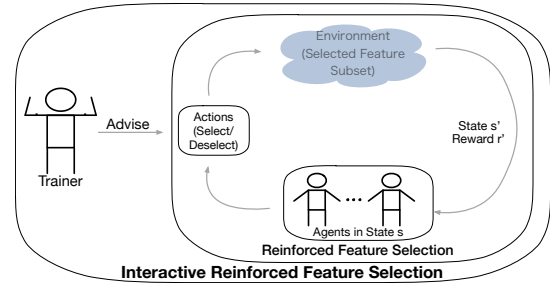 Environment
(Selected Feature
Subset)
Actions
(Select/
Deselect)
Advise
Trainer
State s'
Reward r'
Agents in State s
Reinforced Feature Selection
Interactive Reinforced Feature Selection